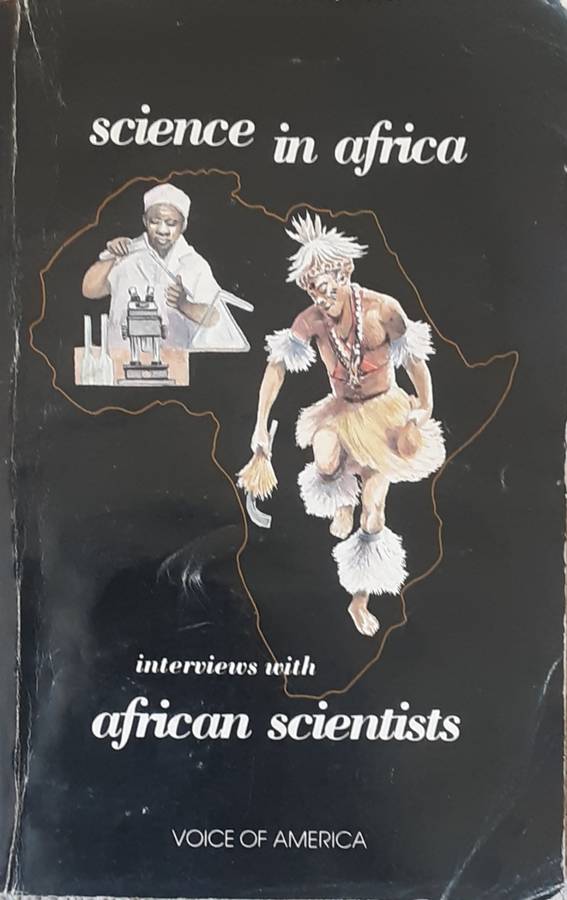 science in africa
interviews with
african scientists
VOICE OF AMERICA